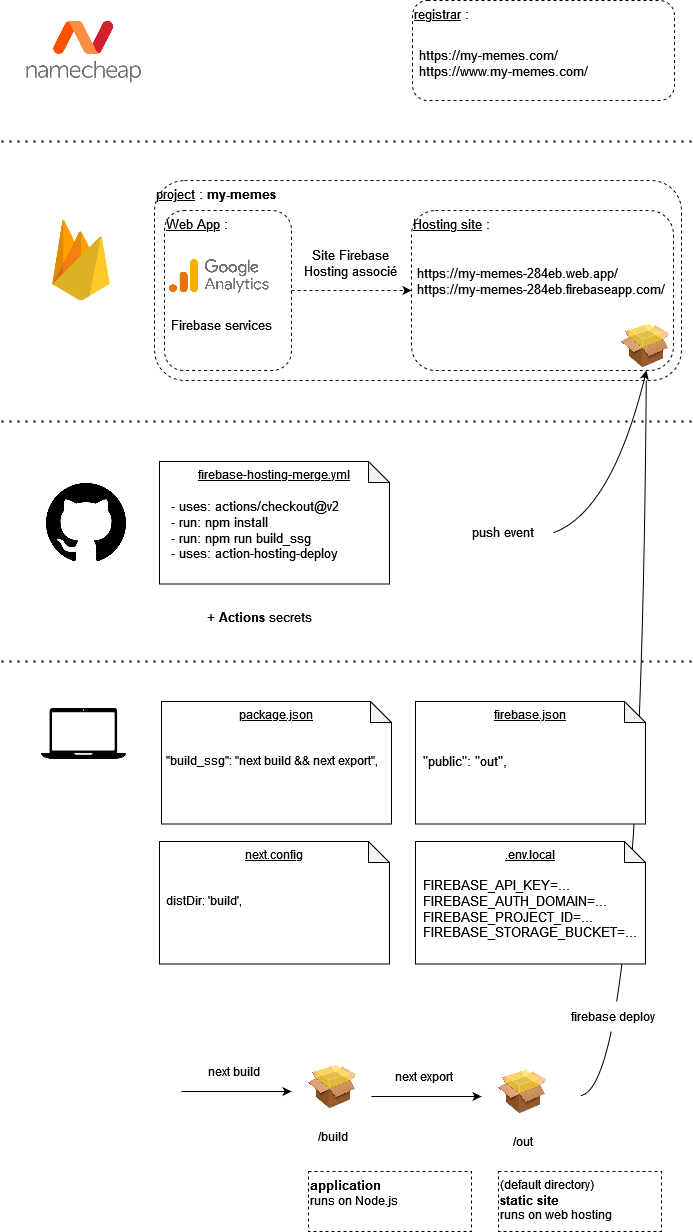 namecheap
registrar :
https://my-memes.com/
https://www.my-memes.com/
project : my-memes
Web App :
Google
Analytics
Firebase services
Site Firebase
Hosting associé
Hosting site :
https://my-memes-284eb.web.app/
https://my-memes-284eb.firebaseapp.com/
firebase-hosting-merge.yml
- uses: actions/checkout@v2
- run: npm install
- run: npm run build_ssg
- uses: action-hosting-deploy
+ Actions secrets
push event
package.json
"build_ssg": "next build && next export",
firebase.json
"public": "out",
next.config
distDir: 'build',
.env.local
FIREBASE_API_KEY=...
FIREBASE_AUTH_DOMAIN=...
FIREBASE_PROJECT_ID=...
FIREBASE_STORAGE_BUCKET=...
firebase deploy
next build
next export
/build
/out
application
runs on Node.js
(default directory)
static site
runs on web hosting